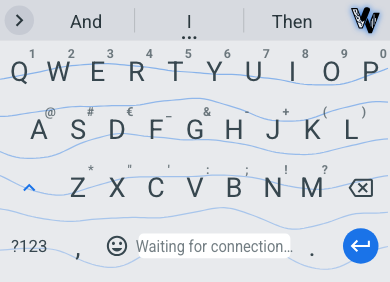 And I Then
1 2 3 4 5 6 7 8 9 0
Q W E R T Y U I O P
@ # € _ & - + ( )
A S D F G H J K L
* " ' : ; ! ?
Z X C V B N M
?123 , Waiting for connection... .